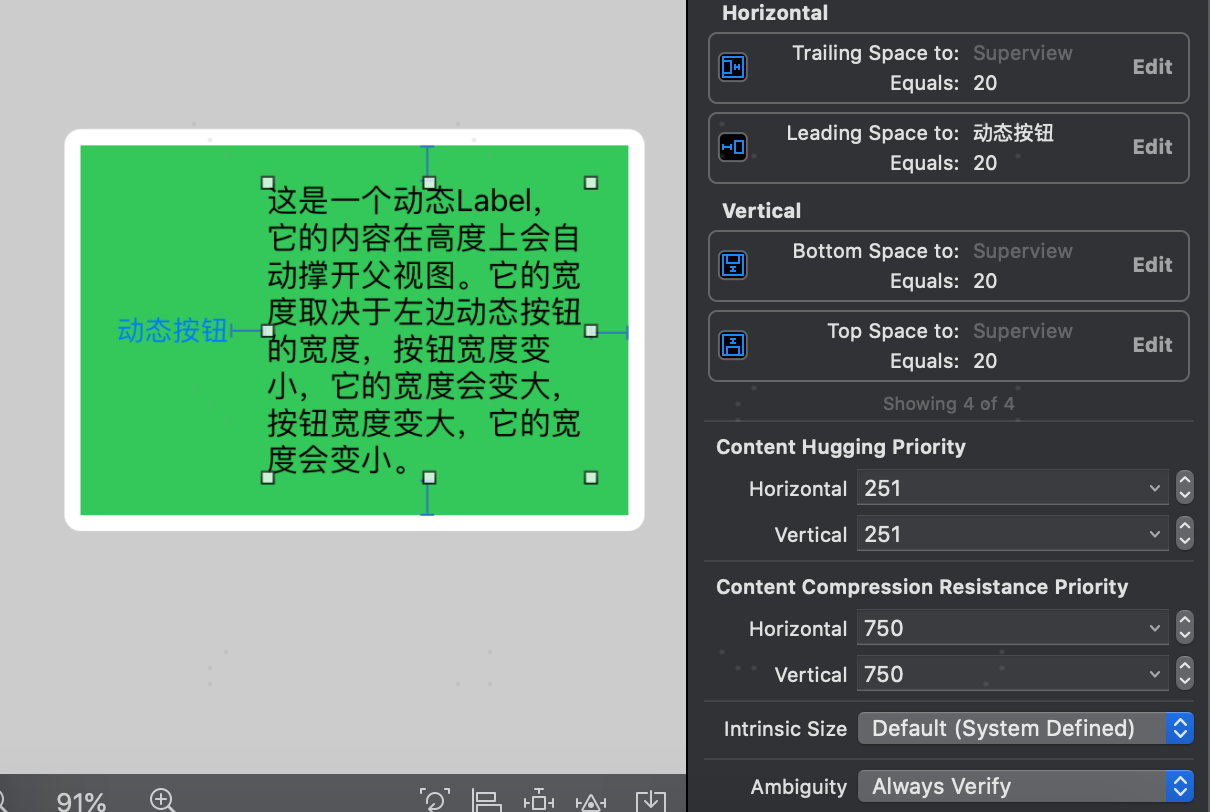 这是一个动态Label，
它的内容在高度上会自
动撑开父视图。它的宽
度取决于左边动态按钮
的宽度，按钮宽度变
小，它的宽度会变大，
按钮宽度变大，它的宽
度会变小。
动态按钮
91%
Horizontal
Trailing Space to: Superview
Equals: 20
Edit
Leading Space to: 动态按钮
Equals: 20
Edit
Vertical
Bottom Space to: Superview
Equals: 20
Edit
Top Space to: Superview
Equals: 20
Edit
Showing 4 of 4
Content Hugging Priority
Horizontal 251
Vertical 251
Content Compression Resistance Priority
Horizontal 750
Vertical 750
Intrinsic Size Default (System Defined)
Ambiguity Always Verify